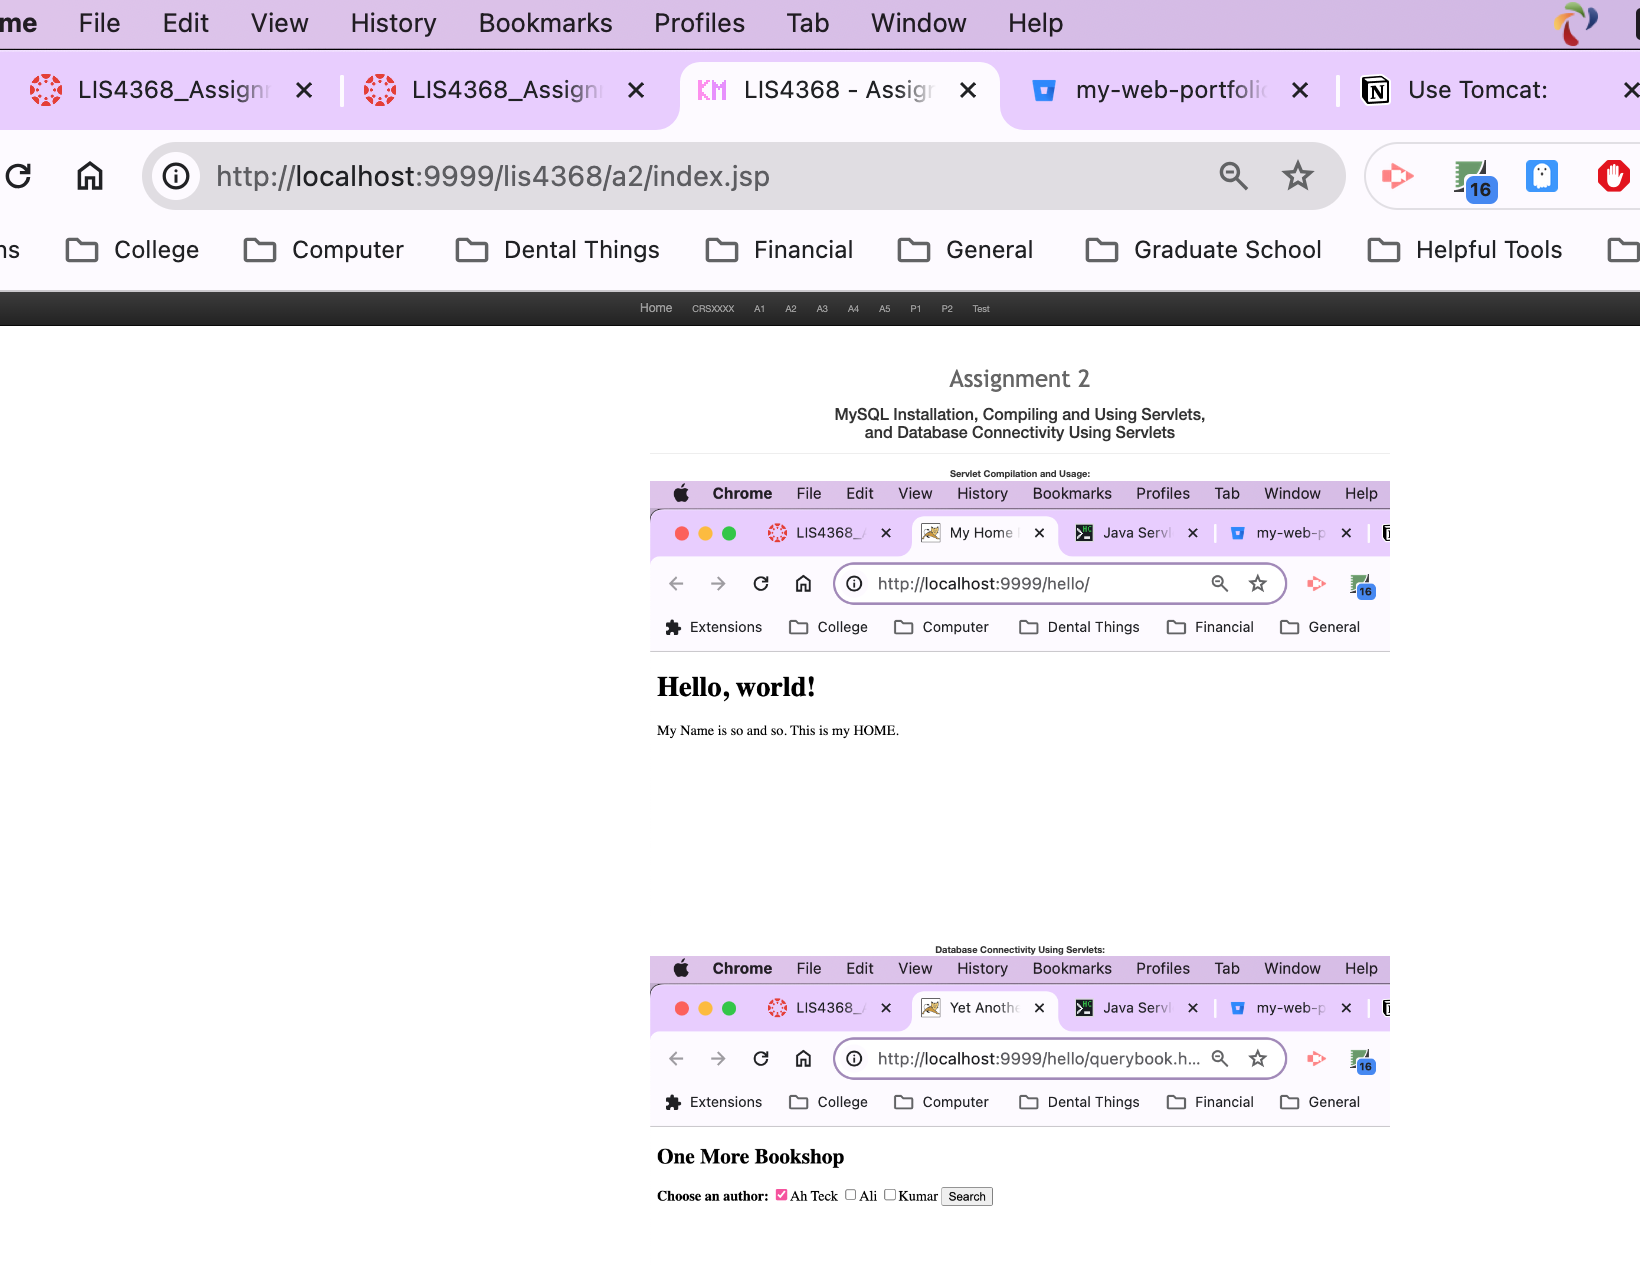 me File Edit View History Bookmarks Profiles Tab Window Help
LIS4368_Assign LIS4368_Assign KM LIS4368 - Assign my-web-portfolio Use Tomcat:
http://localhost:9999/lis4368/a2/index.jsp 16
ns College Computer Dental Things Financial General Graduate School Helpful Tools
Home CRSXXXX A1 A2 A3 A4 A5 P1 P2 Test
Assignment 2
MySQL Installation, Compiling and Using Servlets,
and Database Connectivity Using Servlets
Servlet Compilation and Usage:
Chrome File Edit View History Bookmarks Profiles Tab Window Help
LIS4368_ My Home Java Servl my-web-p
http://localhost:9999/hello/ 16
Extensions College Computer Dental Things Financial General
Hello, world!
My Name is so and so. This is my HOME.
Database Connectivity Using Servlets:
Chrome File Edit View History Bookmarks Profiles Tab Window Help
LIS4368_ Yet Anothe Java Servl my-web-p
http://localhost:9999/hello/querybook.h... 16
Extensions College Computer Dental Things Financial General
One More Bookshop
Choose an author: Ah Teck Ali Kumar Search